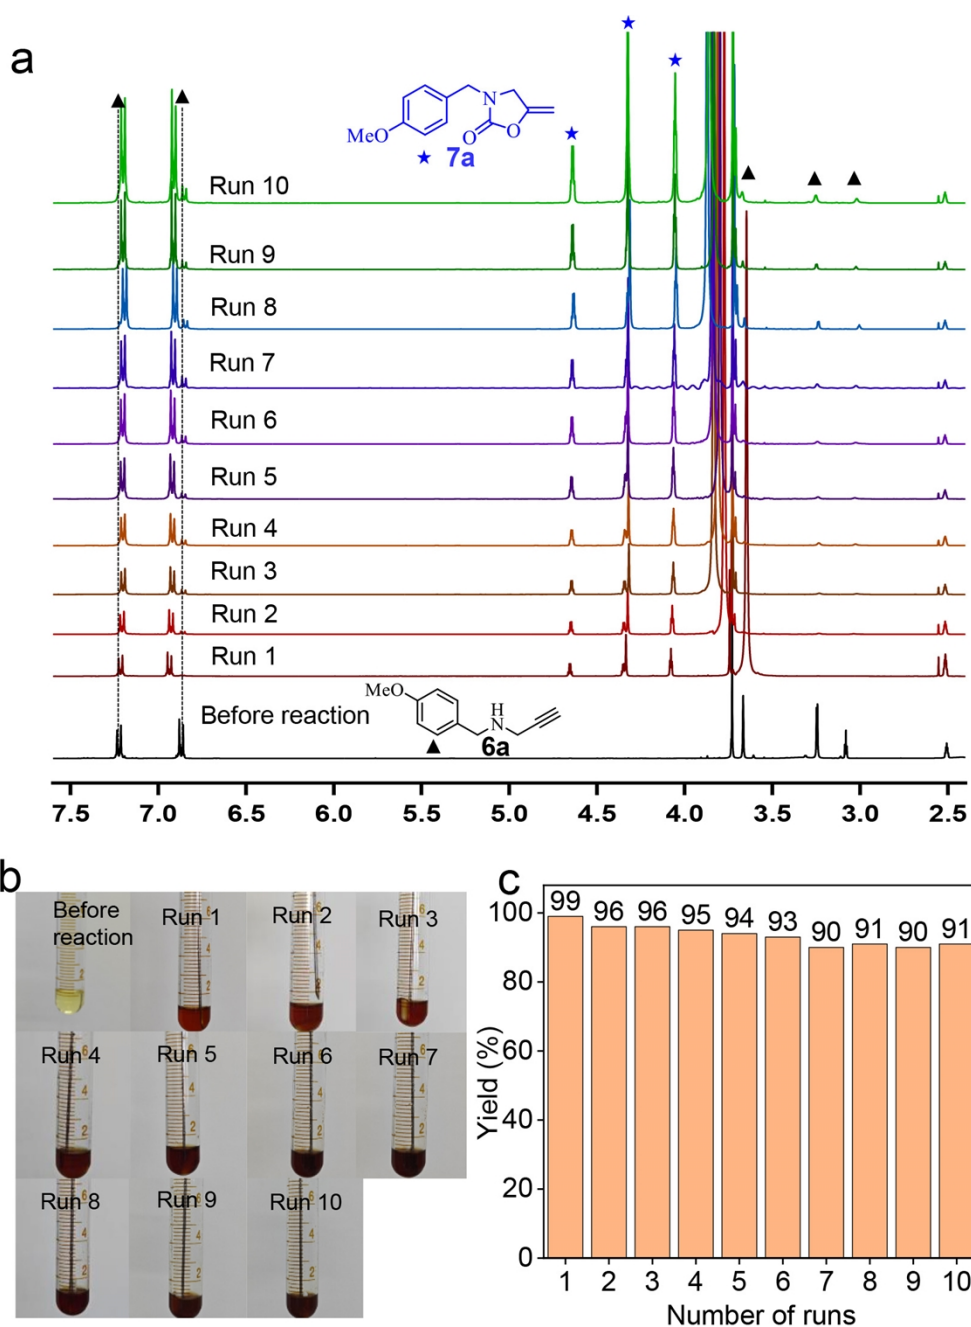 a
N
O
O
MeO
7a
Run 10
Run 9
Run 8
Run 7
Run 6
Run 5
Run 4
Run 3
Run 2
Run 1
Before reaction
MeO
H
N
6a
7.5 7.0 6.5 6.0 5.5 5.0 4.5 4.0 3.5 3.0 2.5
b
Before
reaction
Run 1
Run 2
Run 3
Run 4
Run 5
Run 6
Run 7
Run 8
Run 9
Run 10
c
99 96 96 95 94 93 90 91 90 91
100
80
60
40
20
0
Yield (%)
1 2 3 4 5 6 7 8 9 10
Number of runs